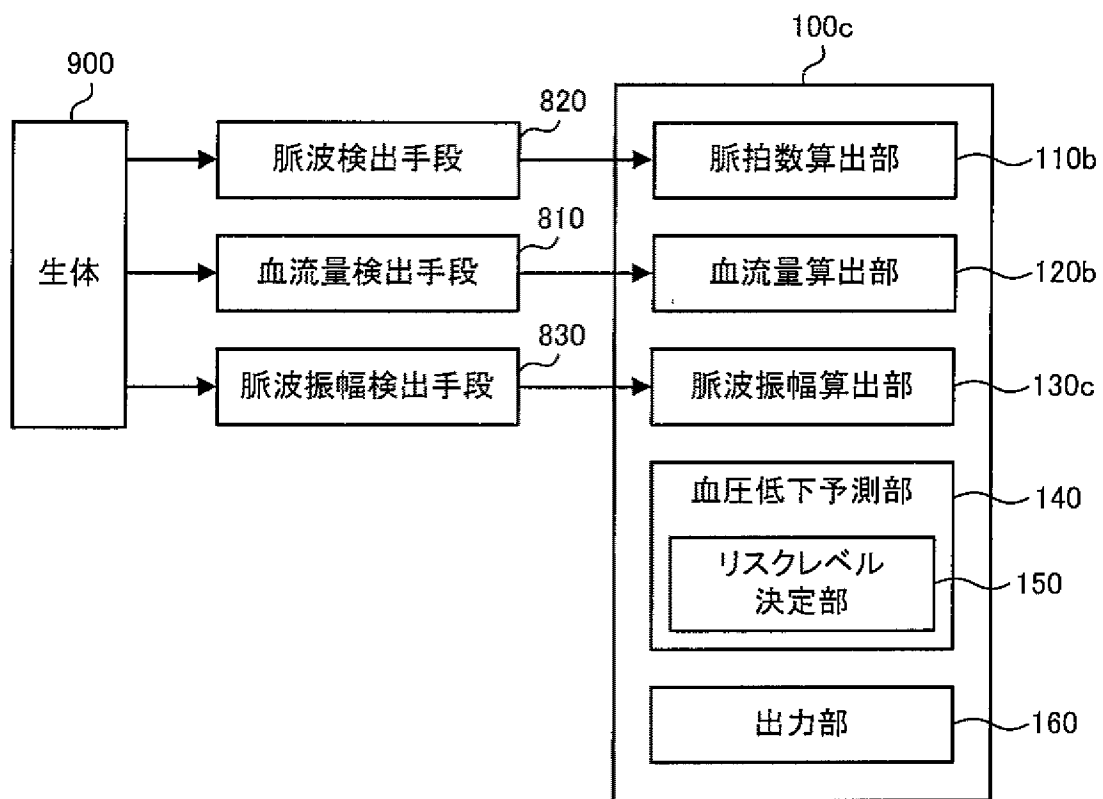 100c
900
820
脈波検出手段
脈拍数算出部
110b
生体
810
血流量検出手段
血流量算出部
120b
830
脈波振幅検出手段
脈波振幅算出部
130c
血圧低下予測部
140
リスクレベル
決定部
150
出力部
160